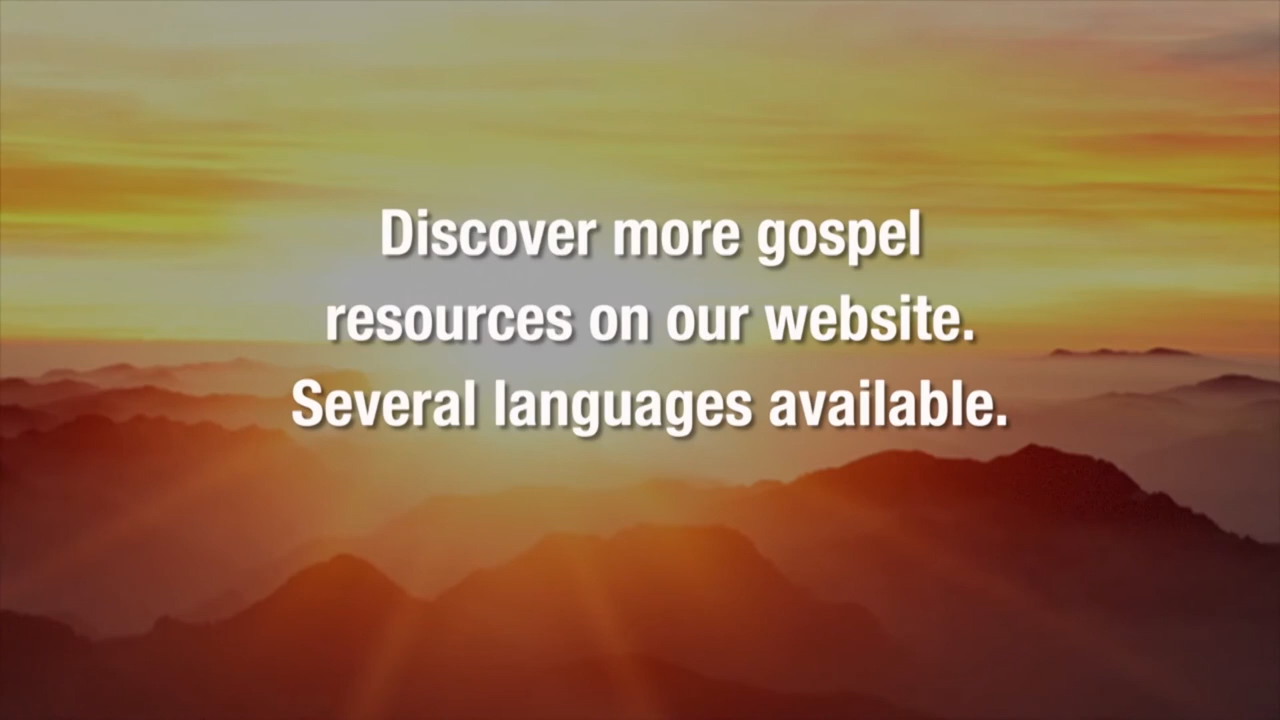 Discover more gospel
resources on our website.
Several languages available.